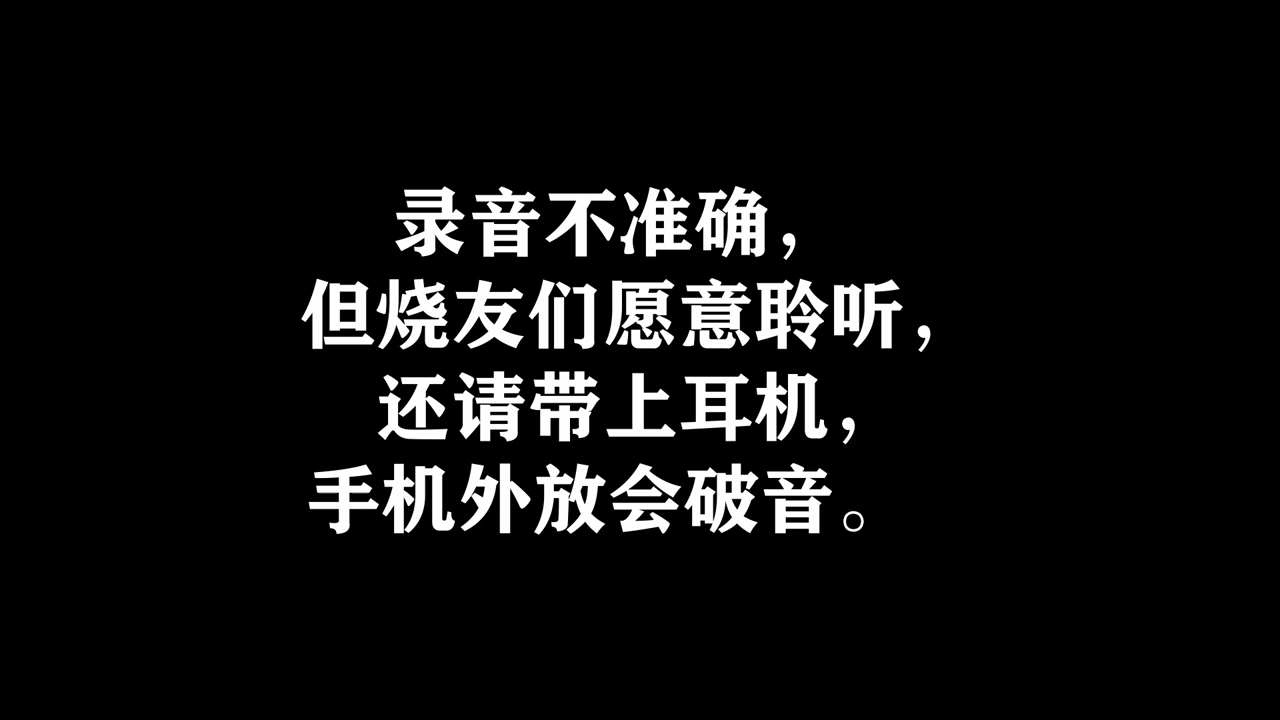 录音不准确，
但烧友们愿意聆听，
还请带上耳机，
手机外放会破音。